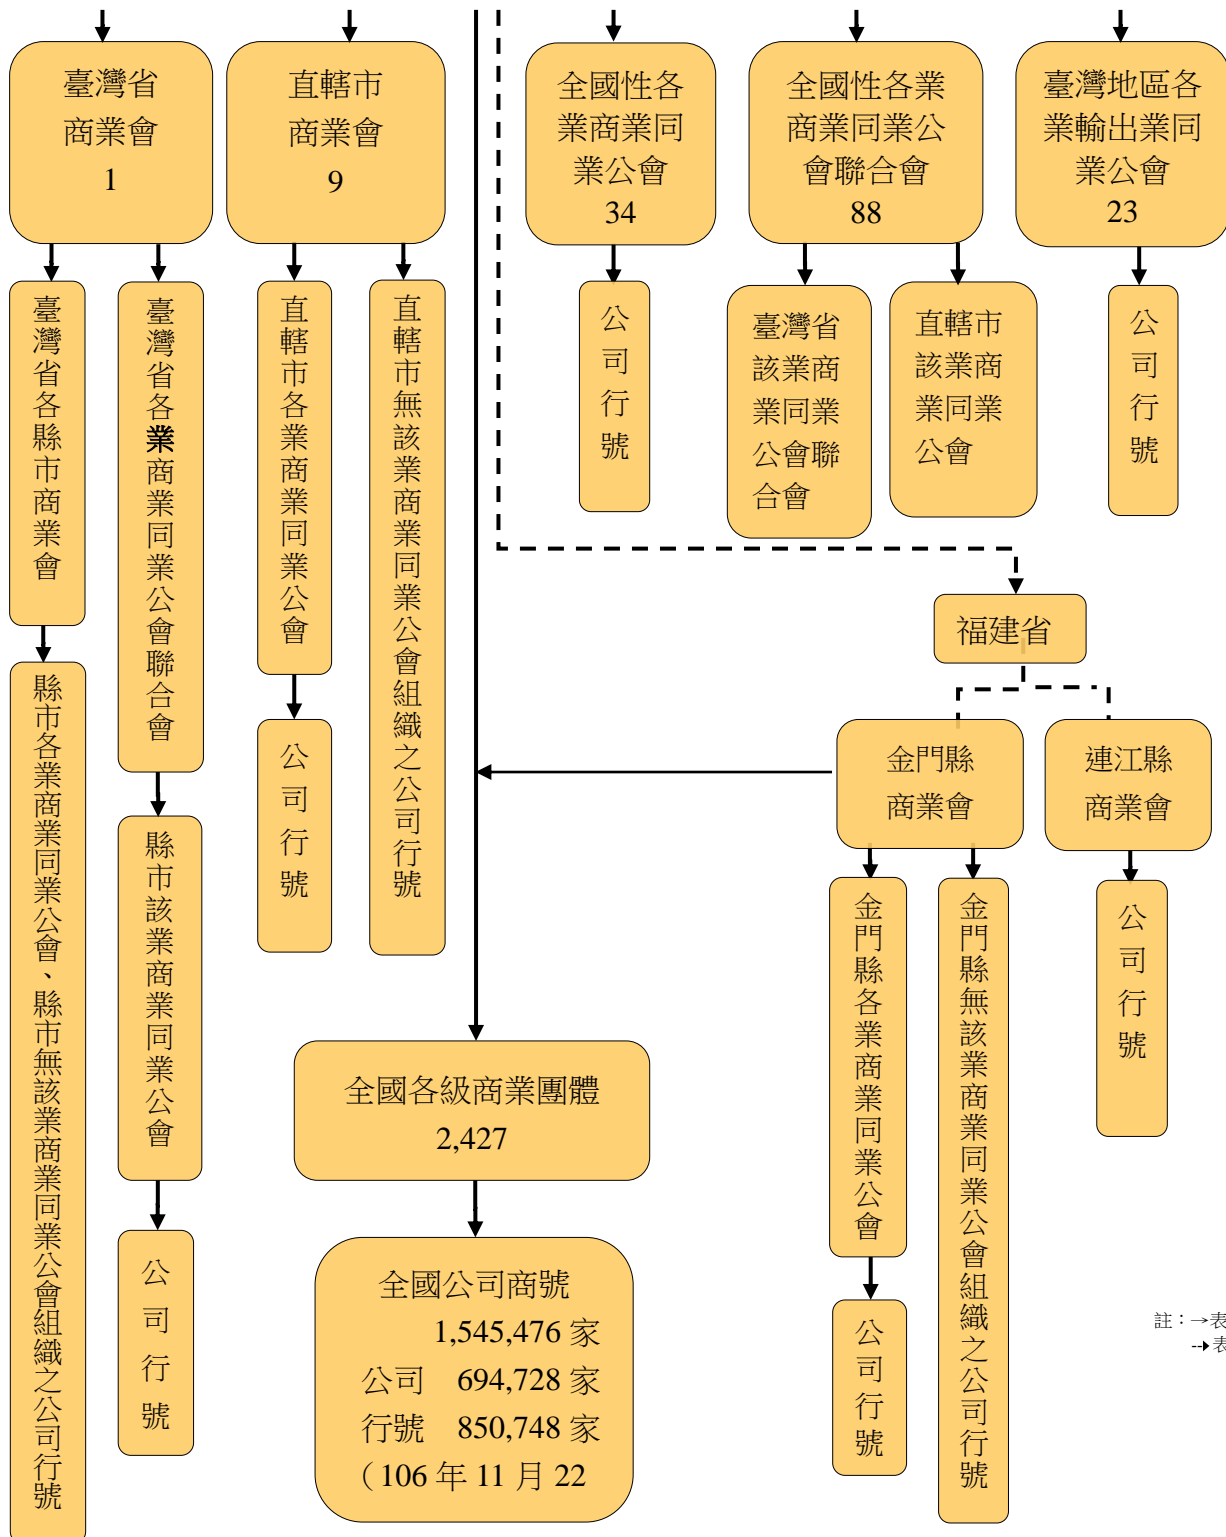 臺灣省
商業會
1
直轄市
商業會
9
全國性各
業商業同
業公會
34
全國性各業
商業同業公
會聯合會
88
臺灣地區各
業輸出業同
業公會
23
臺灣省各縣市商業會
臺灣省各業商業同業公會聯合會
直轄市各業商業同業公會
直轄市無該業商業同業公會組織之公司行號
公司行號
臺灣省
該業商
業同業
公會聯
合會
直轄市
該業商
業同業
公會
公司行號
福建省
縣市各業商業同業公會、縣市無該業商業同業公會組織之公司行號
縣市該業商業同業公會
公司行號
公司行號
金門縣
商業會
連江縣
商業會
金門縣各業商業同業公會
金門縣無該業商業同業公會組織之公司行號
公司行號
公司行號
全國各級商業團體
2,427
全國公司商號
1,545,476 家
公司 694,728 家
行號 850,748 家
（106 年 11 月 22
註：→表
--▸表